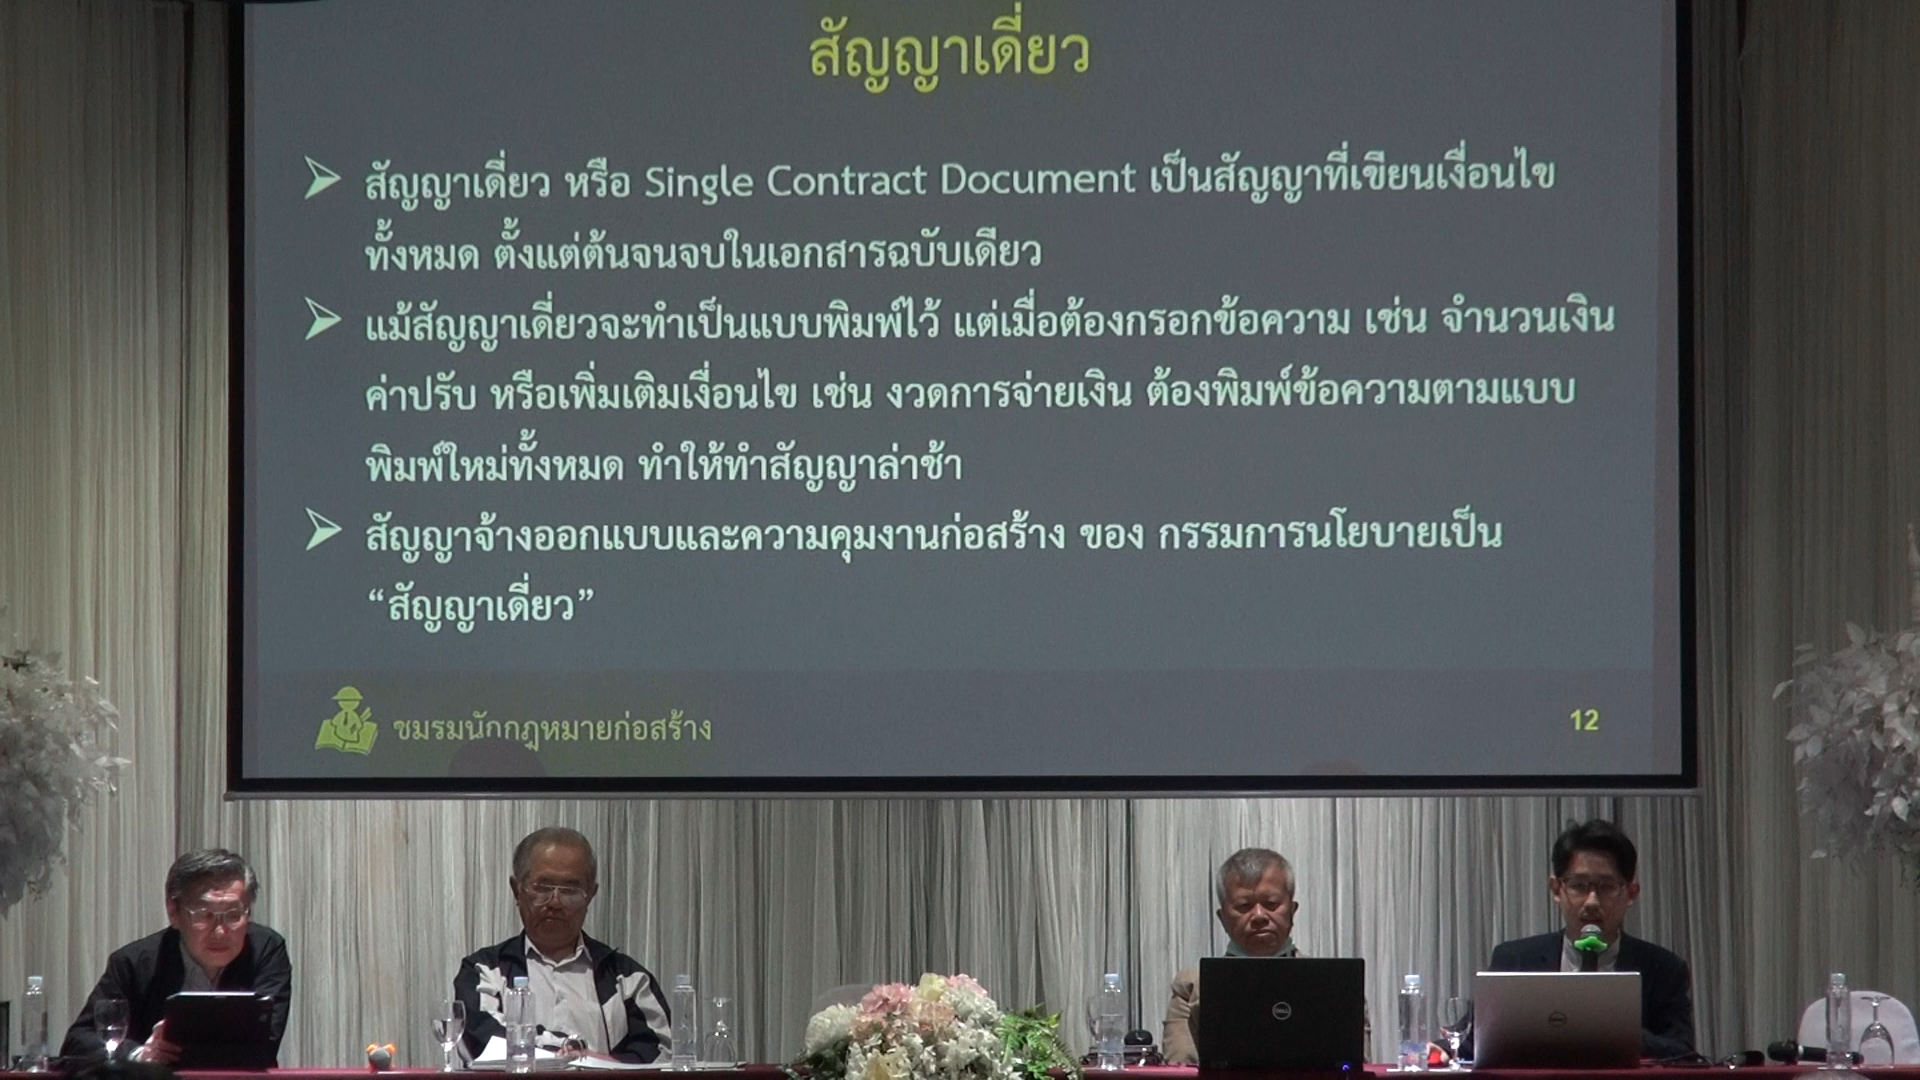 สัญญาเดี่ยว
สัญญาเดี่ยว หรือ Single Contract Document เป็นสัญญาที่เขียนเงื่อนไข
ทั้งหมด ตั้งแต่ต้นจนจบในเอกสารฉบับเดียว
แม้สัญญาเดี่ยวจะทำเป็นแบบพิมพ์ไว้ แต่เมื่อต้องกรอกข้อความ เช่น จำนวนเงิน
ค่าปรับ หรือเพิ่มเติมเงื่อนไข เช่น งวดการจ่ายเงิน ต้องพิมพ์ข้อความตามแบบ
พิมพ์ใหม่ทั้งหมด ทำให้ทำสัญญาล่าช้า
สัญญาจ้างออกแบบและความคุมงานก่อสร้าง ของ กรรมการนโยบายเป็น
“สัญญาเดี่ยว”
ชมรมนักกฎหมายก่อสร้าง
12
DELL
DELL